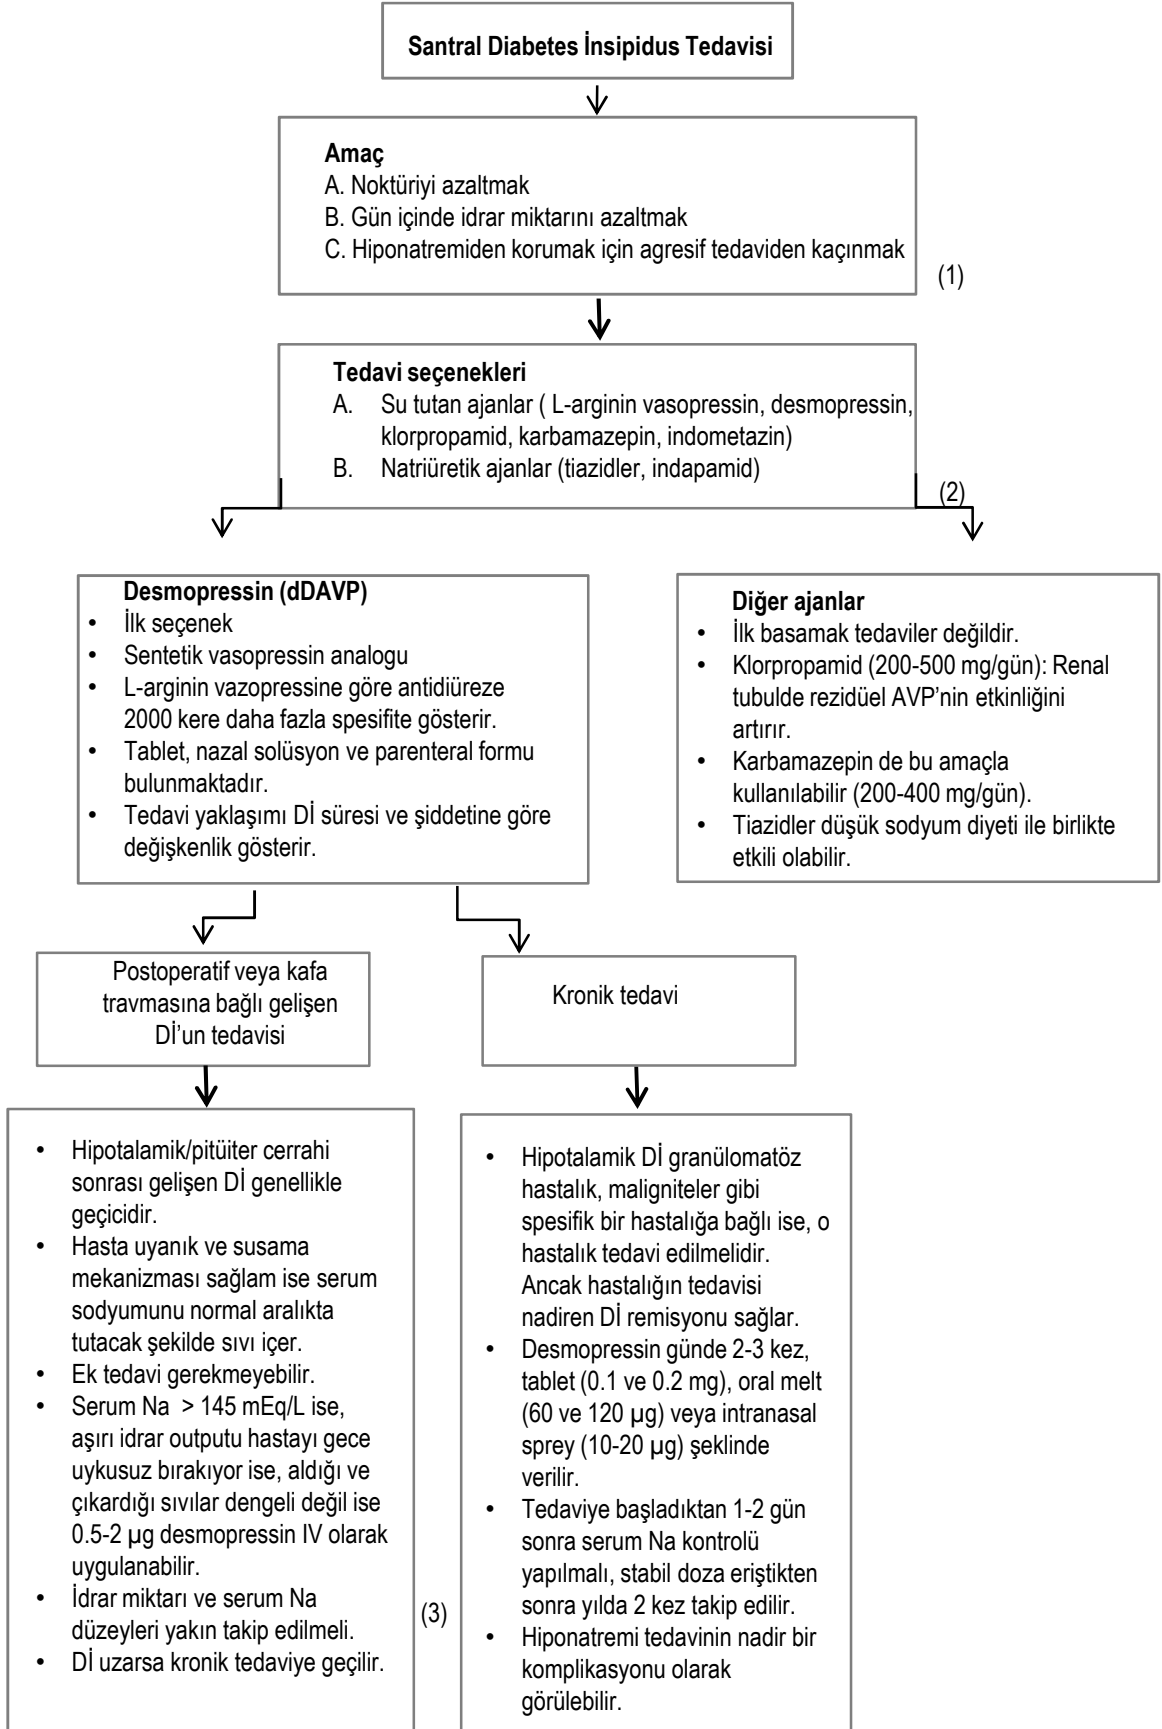 Santral Diabetes İnsipidus Tedavisi
Amaç
A. Noktüriyi azaltmak
B. Gün içinde idrar miktarını azaltmak
C. Hiponatremiden korumak için agresif tedaviden kaçınmak
(1)
Tedavi seçenekleri
A. Su tutan ajanlar ( L-arginin vasopressin, desmopressin,
klorpropamid, karbamazepin, indometazin)
B. Natriüretik ajanlar (tiazidler, indapamid)
(2)
Desmopressin (dDAVP)
• İlk seçenek
• Sentetik vasopressin analogu
• L-arginin vazopressine göre antidiüreze
2000 kere daha fazla spesifite gösterir.
• Tablet, nazal solüsyon ve parenteral formu
bulunmaktadır.
• Tedavi yaklaşımı Dİ süresi ve şiddetine göre
değişkenlik gösterir.
Diğer ajanlar
• İlk basamak tedaviler değildir.
• Klorpropamid (200-500 mg/gün): Renal
tubulde rezidüel AVP’nin etkinliğini
artırır.
• Karbamazepin de bu amaçla
kullanılabilir (200-400 mg/gün).
• Tiazidler düşük sodyum diyeti ile birlikte
etkili olabilir.
Postoperatif veya kafa
travmasına bağlı gelişen
Dİ’un tedavisi
Kronik tedavi
• Hipotalamik/pitüiter cerrahi
sonrası gelişen Dİ genellikle
geçicidir.
• Hasta uyanık ve susama
mekanizması sağlam ise serum
sodyumunu normal aralıkta
tutacak şekilde sıvı içer.
• Ek tedavi gerekmeyebilir.
• Serum Na > 145 mEq/L ise,
aşırı idrar outputu hastayı gece
uykusuz bırakıyor ise, aldığı ve
çıkardığı sıvılar dengeli değil ise
0.5-2 µg desmopressin IV olarak
uygulanabilir.
• İdrar miktarı ve serum Na
düzeyleri yakın takip edilmeli.
• Dİ uzarsa kronik tedaviye geçilir.
(3)
• Hipotalamik Dİ granülomatöz
hastalık, maligniteler gibi
spesifik bir hastalığa bağlı ise, o
hastalık tedavi edilmelidir.
Ancak hastalığın tedavisi
nadiren Dİ remisyonu sağlar.
• Desmopressin günde 2-3 kez,
tablet (0.1 ve 0.2 mg), oral melt
(60 ve 120 µg) veya intranasal
sprey (10-20 µg) şeklinde
verilir.
• Tedaviye başladıktan 1-2 gün
sonra serum Na kontrolü
yapılmalı, stabil doza eriştikten
sonra yılda 2 kez takip edilir.
• Hiponatremi tedavinin nadir bir
komplikasyonu olarak
görülebilir.